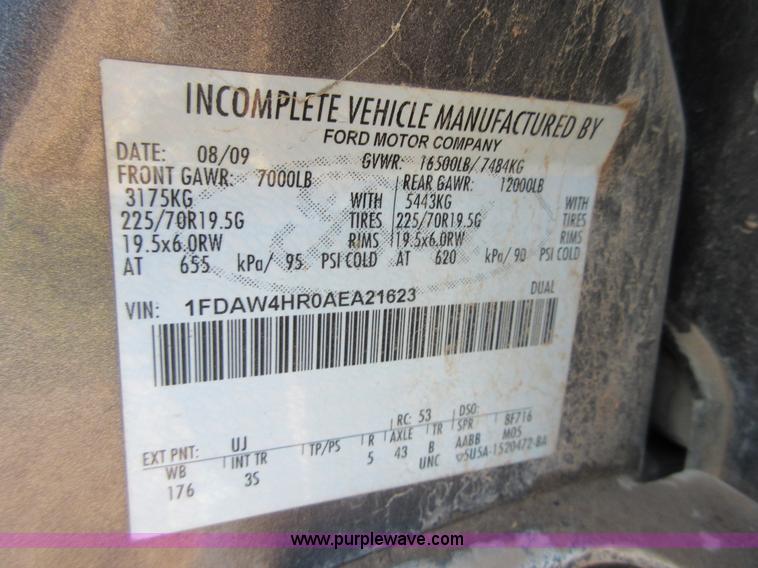 INCOMPLETE VEHICLE MANUFACTURED BY
FORD MOTOR COMPANY
DATE: 08/09 GVWR: 16500LB/7484KG
FRONT GAWR: 7000LB REAR GAWR: 12000LB
3175KG WITH 5443KG WITH
225/70R19.5G TIRES 225/70R19.5G TIRES
19.5x6.0RW RIMS 19.5x6.0RW RIMS
AT 655 kPa/ 95 PSI COLD AT 620 kPa/ 90 PSI COLD
VIN: 1FDAW4HR0AEA21623 DUAL
RC: 53 DSO:
EXT PNT: UJ R AXLE TR SPR 8F716
WB INT TR TP/PS 5 43 B AABB M05
176 3S UNC 5U5A-1520472-BA
www.purplewave.com